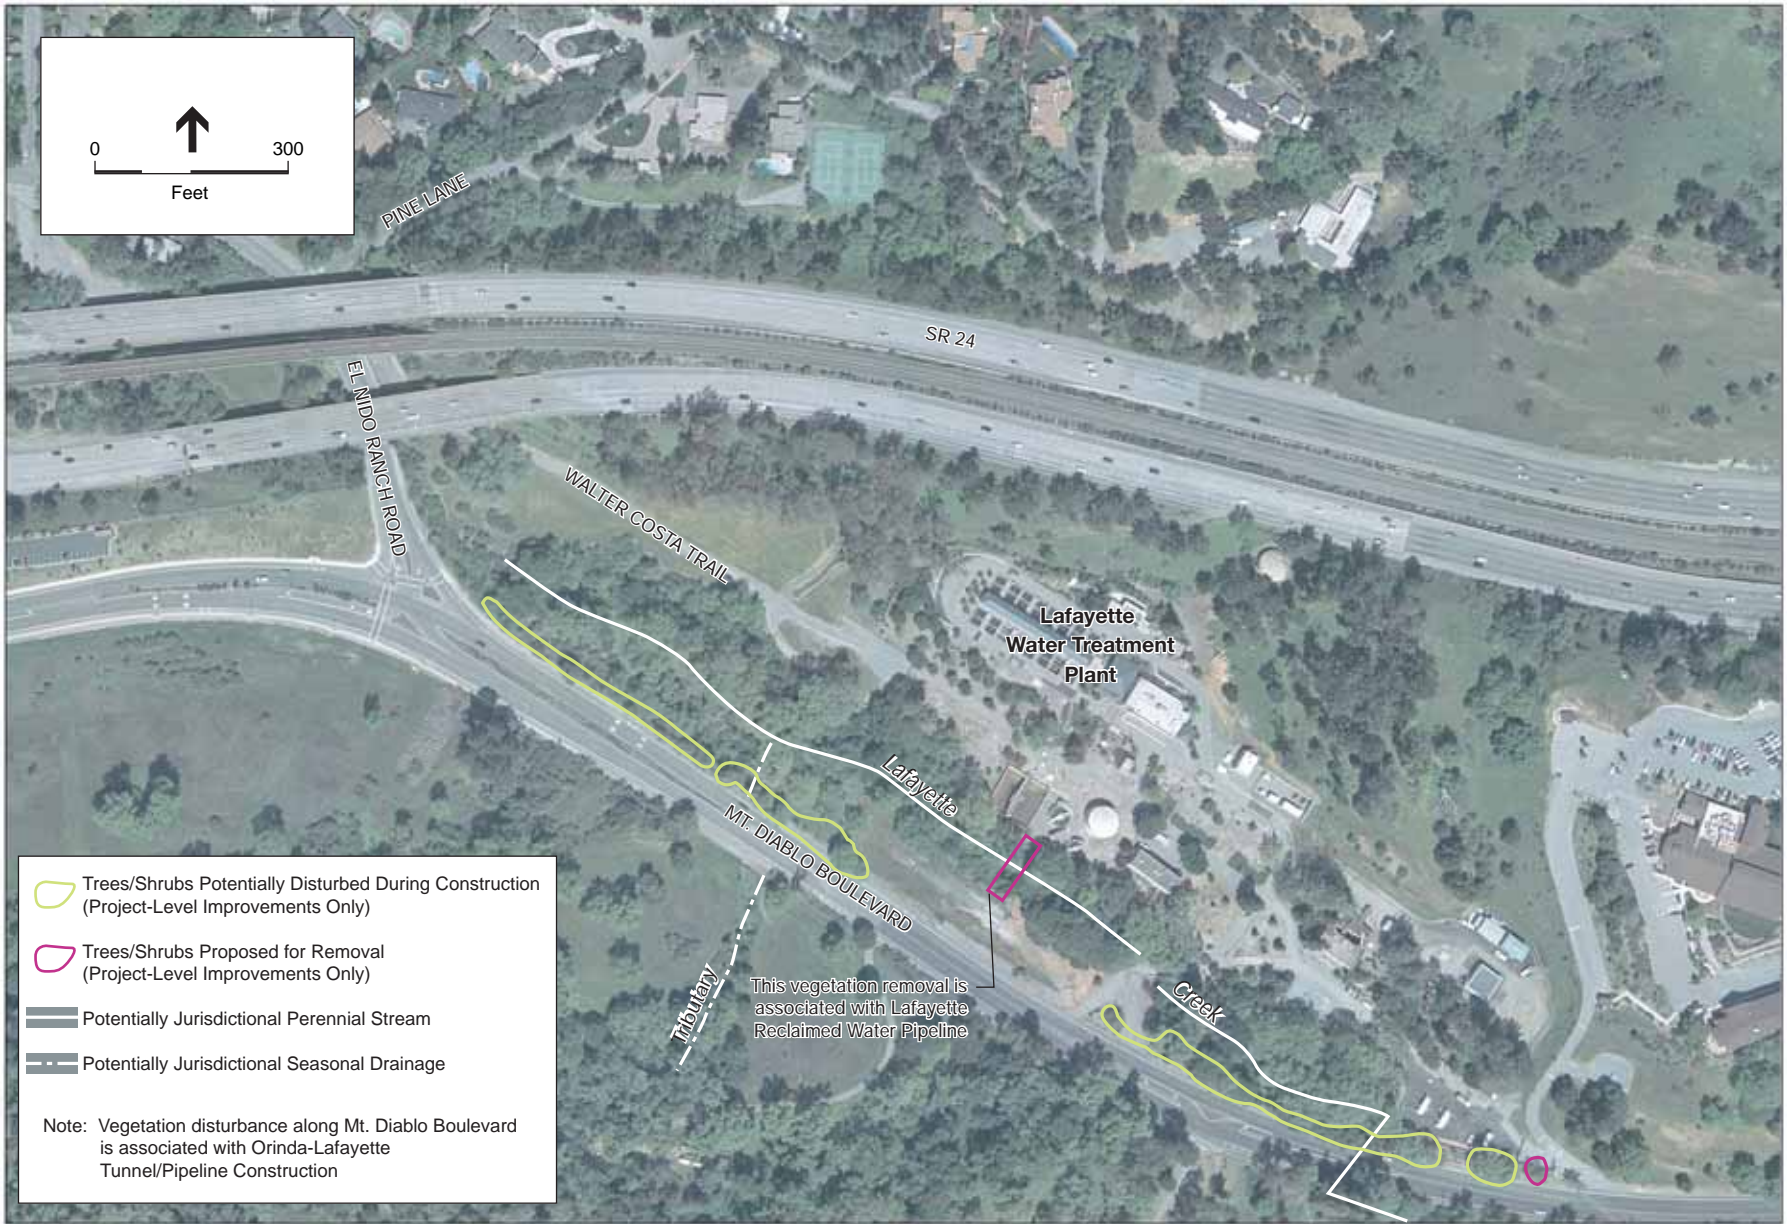 0
300
Feet
PINE LANE
SR 24
EL NIDO RANCH ROAD
WALTER COSTA TRAIL
Lafayette
Water Treatment
Plant
Lafayette
MT. DIABLO BOULEVARD
Tributary
This vegetation removal is
associated with Lafayette
Reclaimed Water Pipeline
Creek
Trees/Shrubs Potentially Disturbed During Construction
(Project-Level Improvements Only)
Trees/Shrubs Proposed for Removal
(Project-Level Improvements Only)
Potentially Jurisdictional Perennial Stream
Potentially Jurisdictional Seasonal Drainage
Note: Vegetation disturbance along Mt. Diablo Boulevard
is associated with Orinda-Lafayette
Tunnel/Pipeline Construction